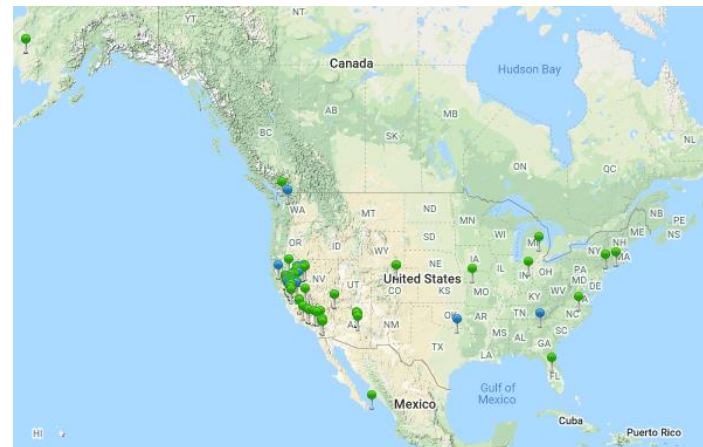 YT
NT
Canada
Hudson Bay
BC
AB
SK
MB
ON
QC
NL
WA
MT
ND
MN
NB
PE
NS
ME
OR
ID
WY
SD
WI
MI
NY
NH
MA
NV
UT
United States
CO
NE
IA
IL
IN
OH
PA
MD
DE
KS
MO
KY
WV
VA
NM
OK
AR
TN
NC
SC
TX
LA
MS
AL
GA
FL
Gulf of
Mexico
Mexico
Cuba
Puerto Rico
HI